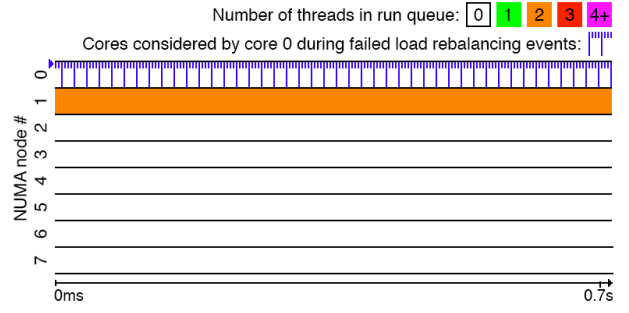 Number of threads in run queue: 0 1 2 3 4+
Cores considered by core 0 during failed load rebalancing events:
NUMA node #
0
1
2
3
4
5
6
7
0ms 0.7s